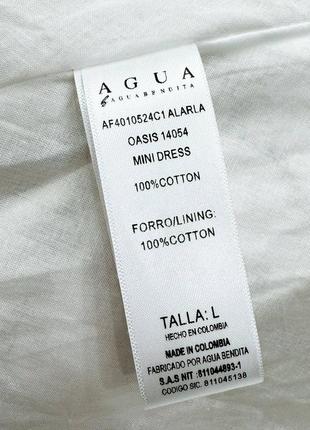 AGUA
by AGUABENDITA
AF4010524C1 ALARLA
OASIS 14054
MINI DRESS
100%COTTON
FORRO/LINING:
100%COTTON
TALLA: L
HECHO EN COLOMBIA
MADE IN COLOMBIA
FABRICADO POR AGUA BENDITA
S.A.S NIT : 811044893-1
CODIGO SIC. 811045138